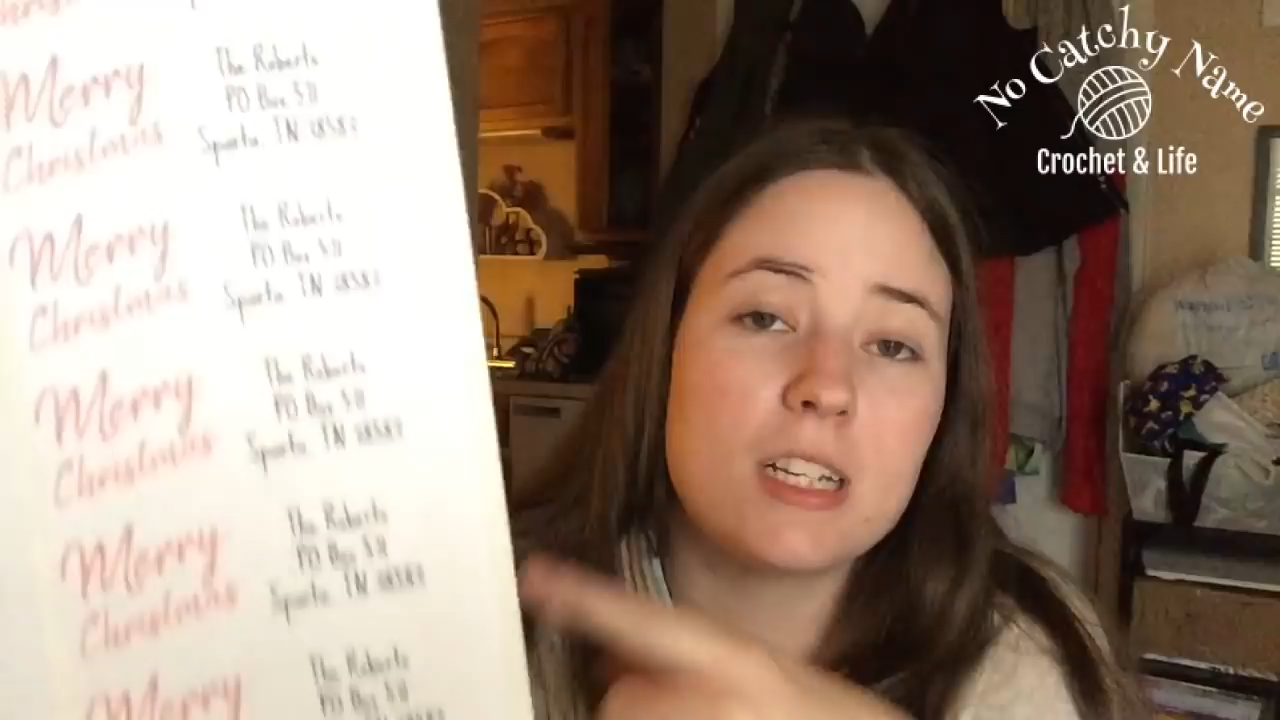 Merry
Christmas
The Roberts
PO Box
Sparta, TN
Merry
Christmas
The Roberts
PO Box
Sparta, TN
Merry
Christmas
The Roberts
PO Box
Sparta, TN
Merry
Christmas
The Roberts
PO Box
Sparta, TN
Merry
The Roberts
PO Box
No Catchy Name
Crochet & Life